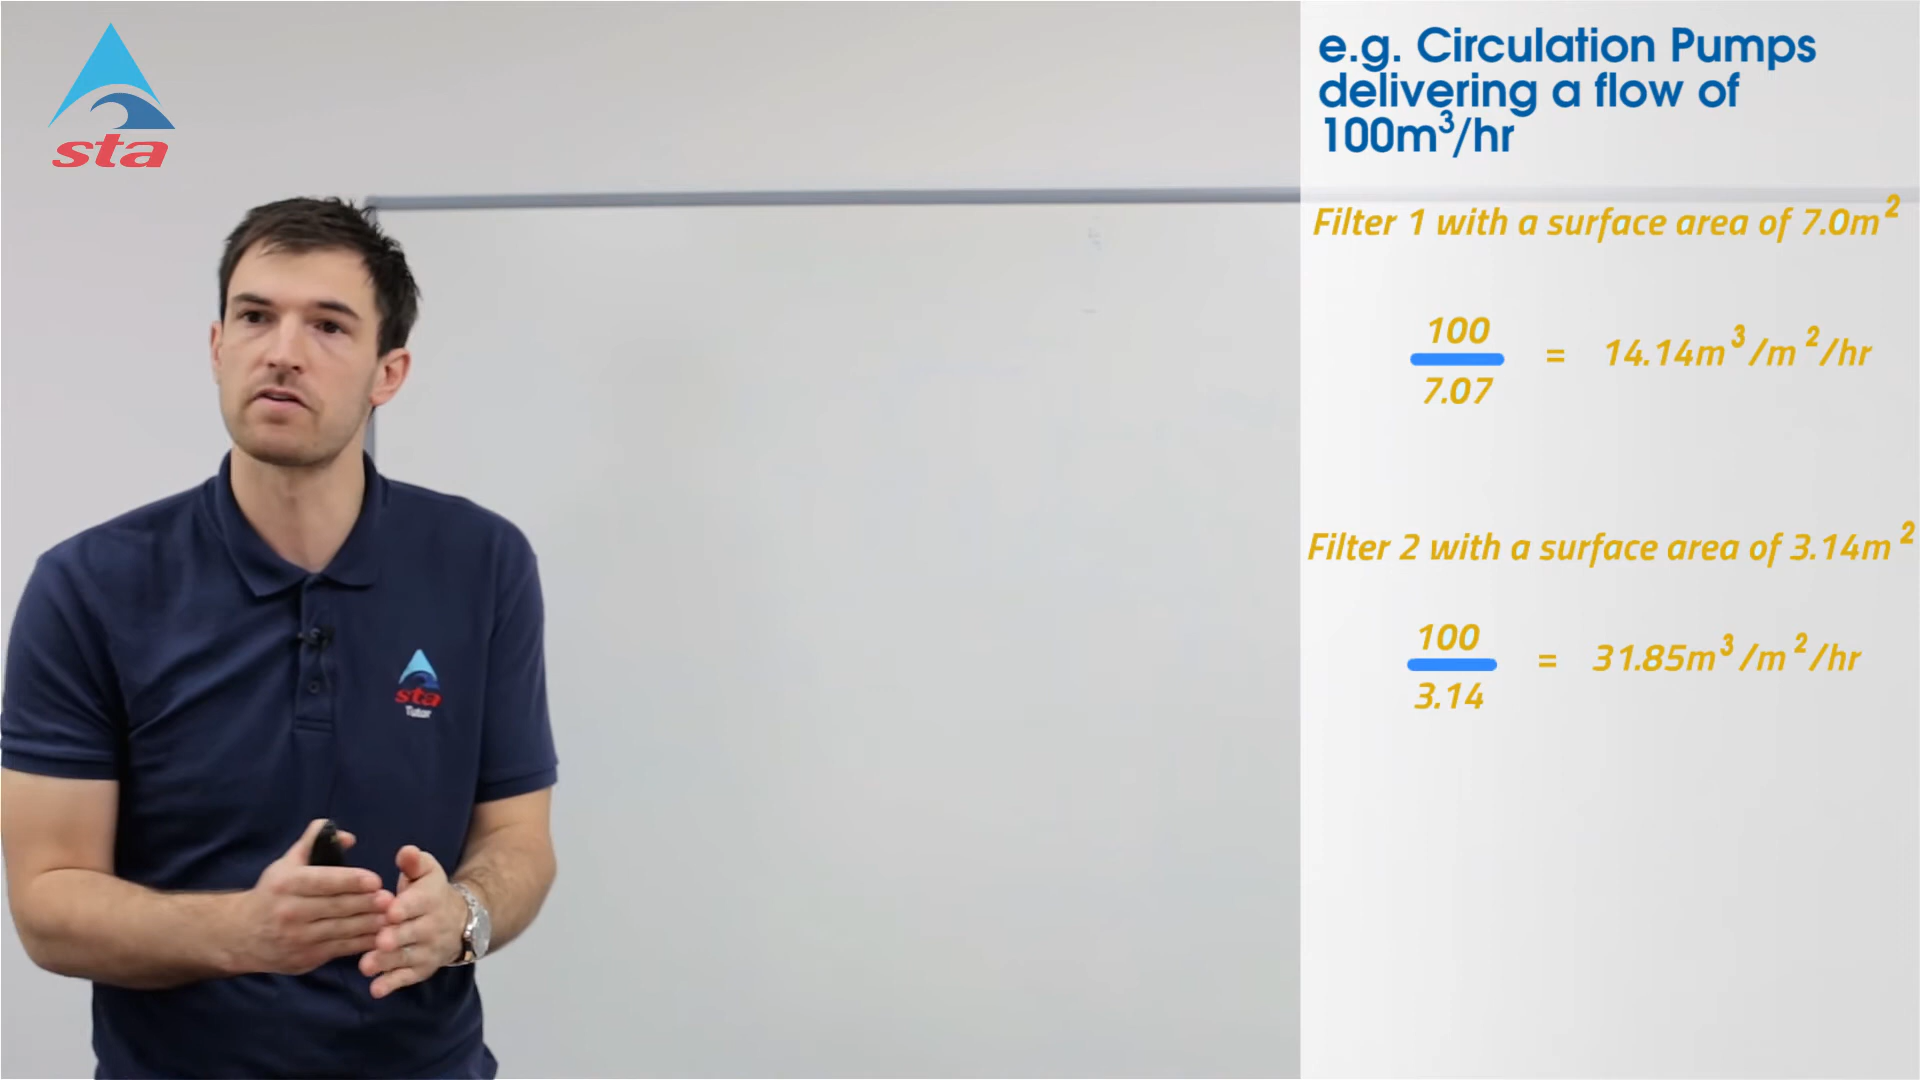 sta
e.g. Circulation Pumps
delivering a flow of
100m³/hr
Filter 1 with a surface area of 7.0m²
100
7.07
= 14.14m³/m²/hr
Filter 2 with a surface area of 3.14m²
100
3.14
= 31.85m³/m²/hr
sta
Tutor